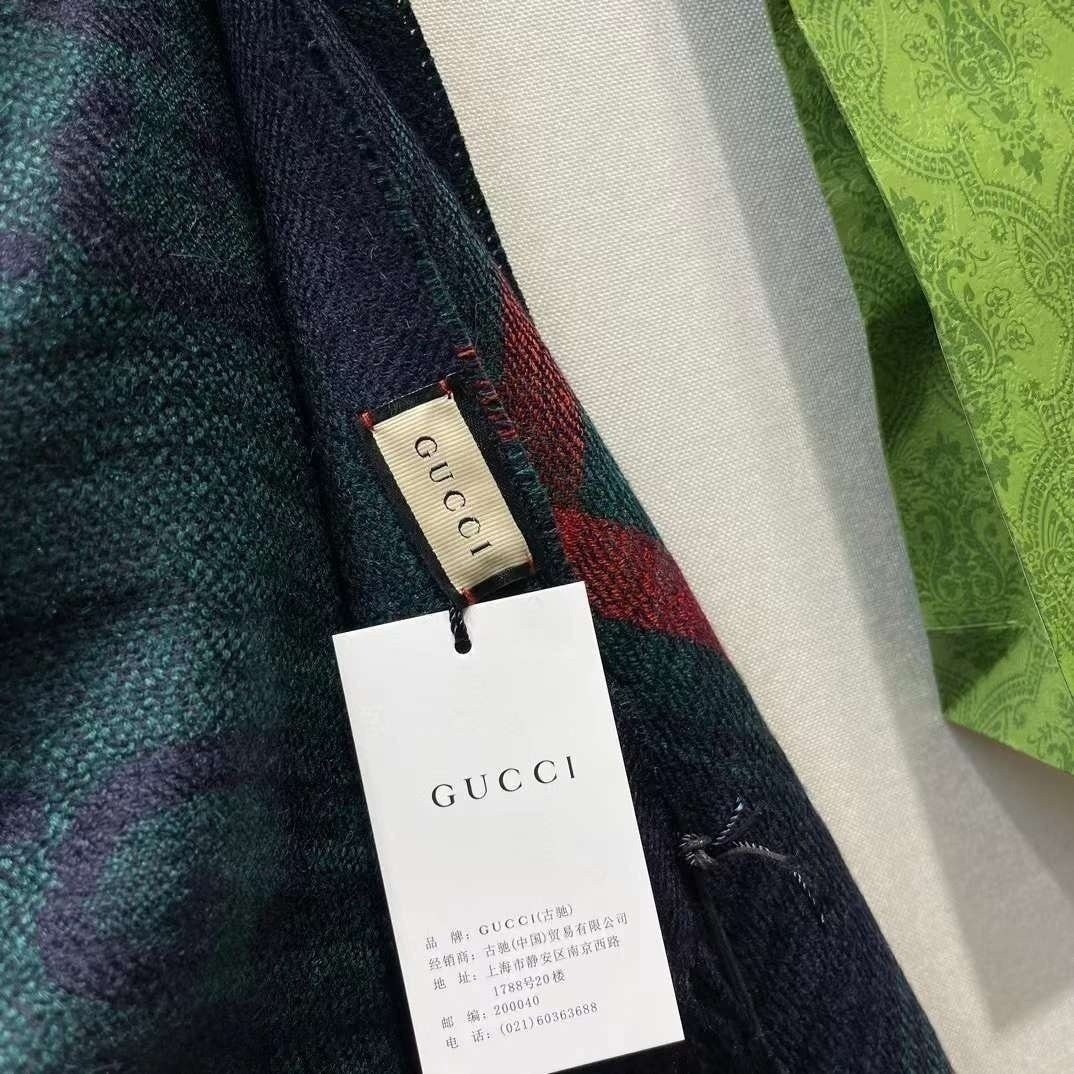 GUCCI
GUCCI
品 牌: GUCCI(古驰)
经销商: 古驰(中国)贸易有限公司
地 址: 上海市静安区南京西路
1788号20楼
邮 编: 200040
电 话: (021)60363688